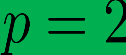 p = 2